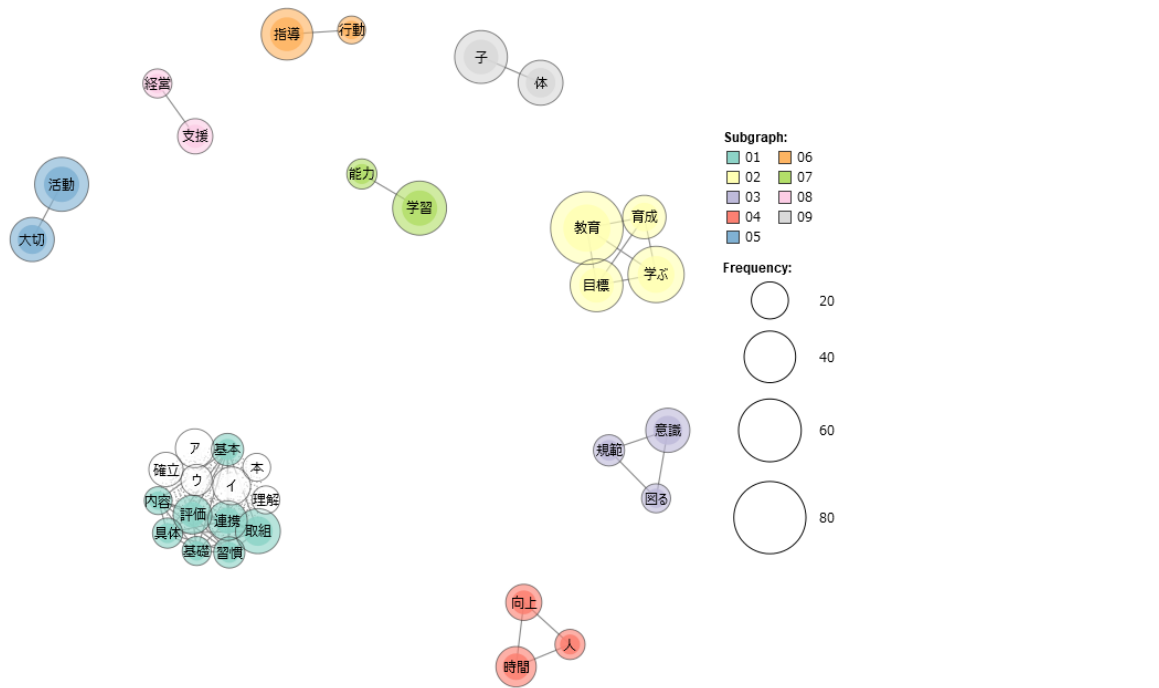 指導
行動
子
体
経営
支援
能力
学習
活動
大切
教育
育成
目標
学ぶ
Subgraph:
01 06
02 07
03 08
04 09
05
Frequency:
20
40
60
80
ア
基本
確立
ウ
イ
本
内容
評価
連携
理解
具体
取組
基礎
習慣
意識
規範
図る
向上
人
時間